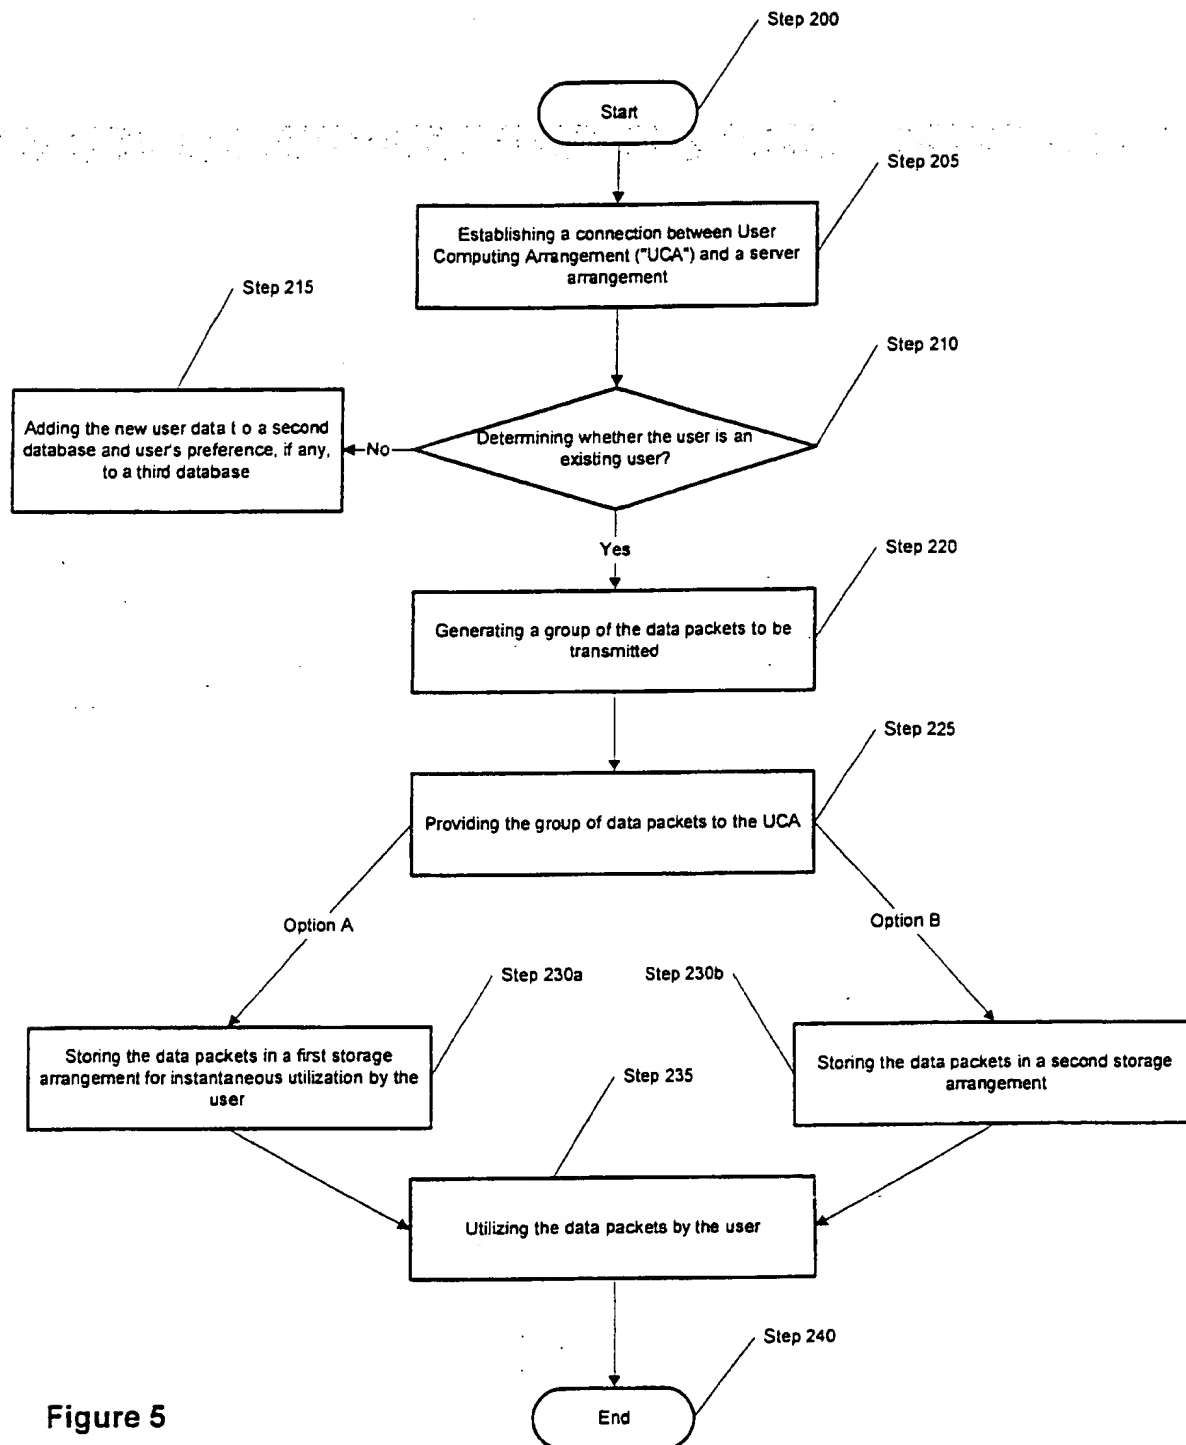 Step 200
Start
Step 205
Establishing a connection between User
Computing Arrangement ("UCA") and a server
arrangement
Step 215
Step 210
Adding the new user data t o a second
database and user's preference, if any,
to a third database
No
Determining whether the user is an
existing user?
Yes
Step 220
Generating a group of the data packets to be
transmitted
Step 225
Providing the group of data packets to the UCA
Option A
Option B
Step 230a
Step 230b
Storing the data packets in a first storage
arrangement for instantaneous utilization by the
user
Storing the data packets in a second storage
arrangement
Step 235
Utilizing the data packets by the user
Step 240
End
Figure 5